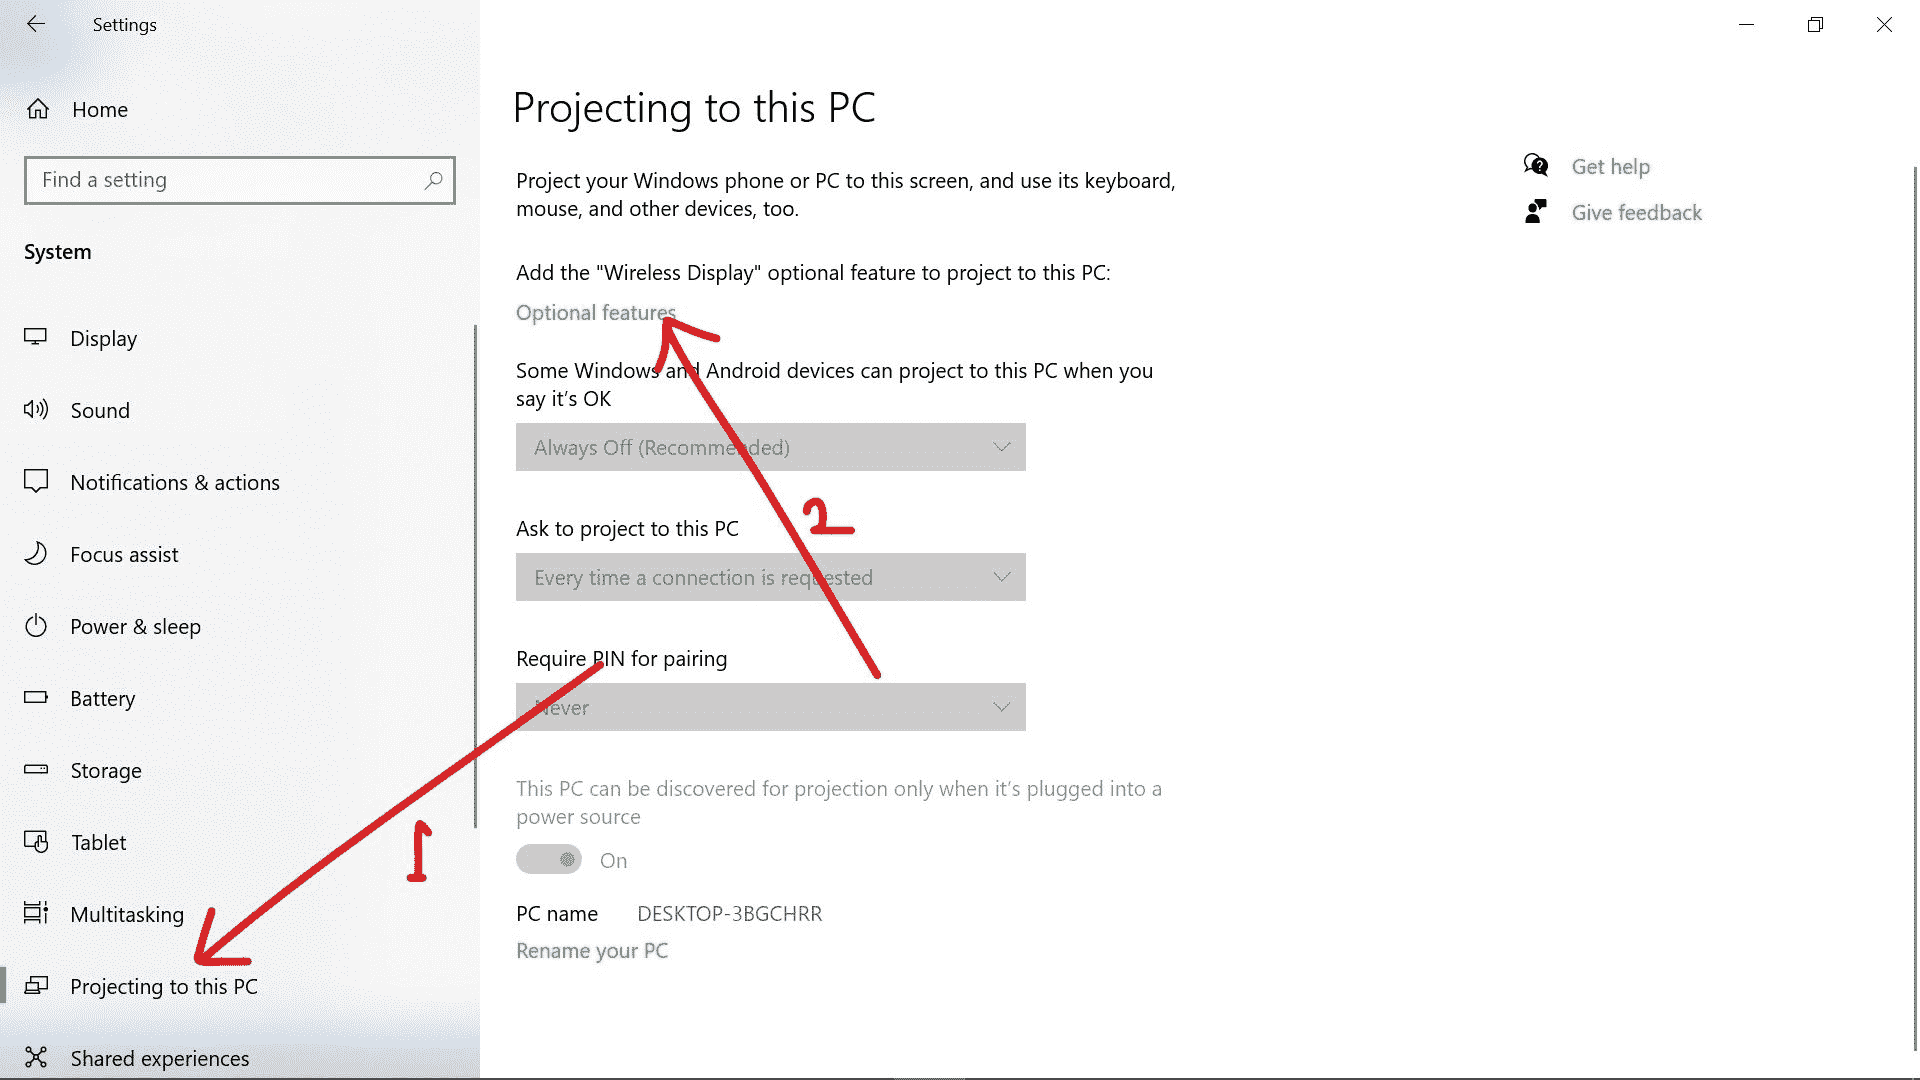 Settings
Home
Find a setting
System
Display
Sound
Notifications & actions
Focus assist
Power & sleep
Battery
Storage
Tablet
Multitasking
Projecting to this PC
Shared experiences
Projecting to this PC
Project your Windows phone or PC to this screen, and use its keyboard,
mouse, and other devices, too.
Add the "Wireless Display" optional feature to project to this PC:
Optional features
Some Windows and Android devices can project to this PC when you
say it's OK
Always Off (Recommended)
Ask to project to this PC
Every time a connection is requested
Require PIN for pairing
Never
This PC can be discovered for projection only when it's plugged into a
power source
On
PC name DESKTOP-3BGCHRR
Rename your PC
Get help
Give feedback
1
2